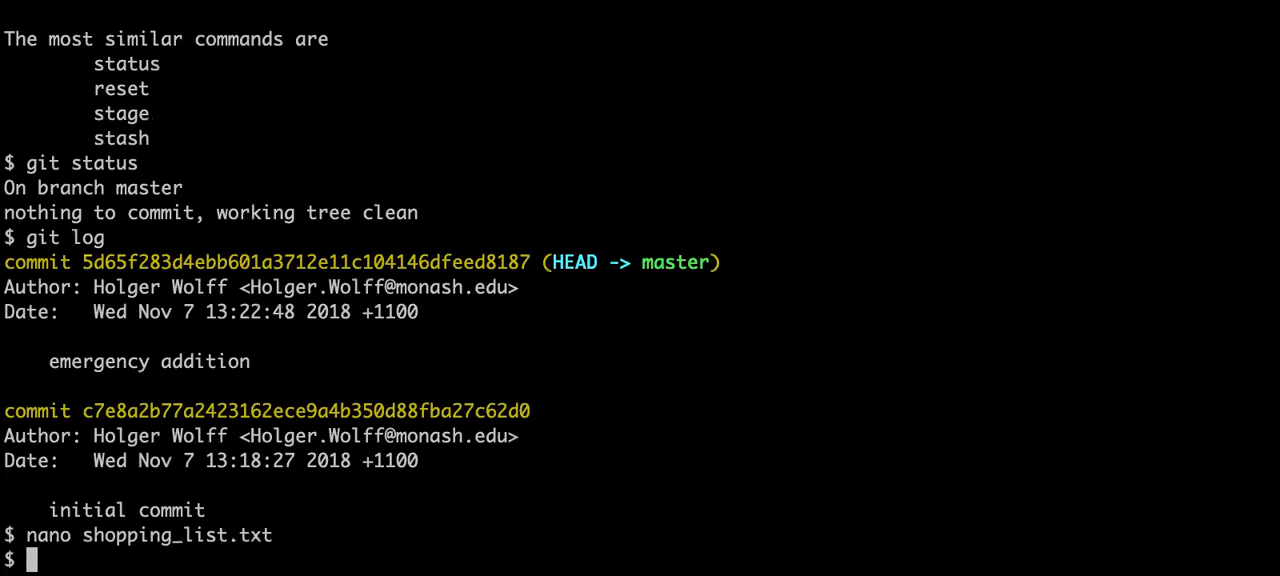 The most similar commands are
status
reset
stage
stash
$ git status
On branch master
nothing to commit, working tree clean
$ git log
commit 5d65f283d4ebb601a3712e11c104146dfeed8187 (HEAD -> master)
Author: Holger Wolff <Holger.Wolff@monash.edu>
Date:   Wed Nov 7 13:22:48 2018 +1100
emergency addition
commit c7e8a2b77a2423162ece9a4b350d88fba27c62d0
Author: Holger Wolff <Holger.Wolff@monash.edu>
Date:   Wed Nov 7 13:18:27 2018 +1100
initial commit
$ nano shopping_list.txt
$